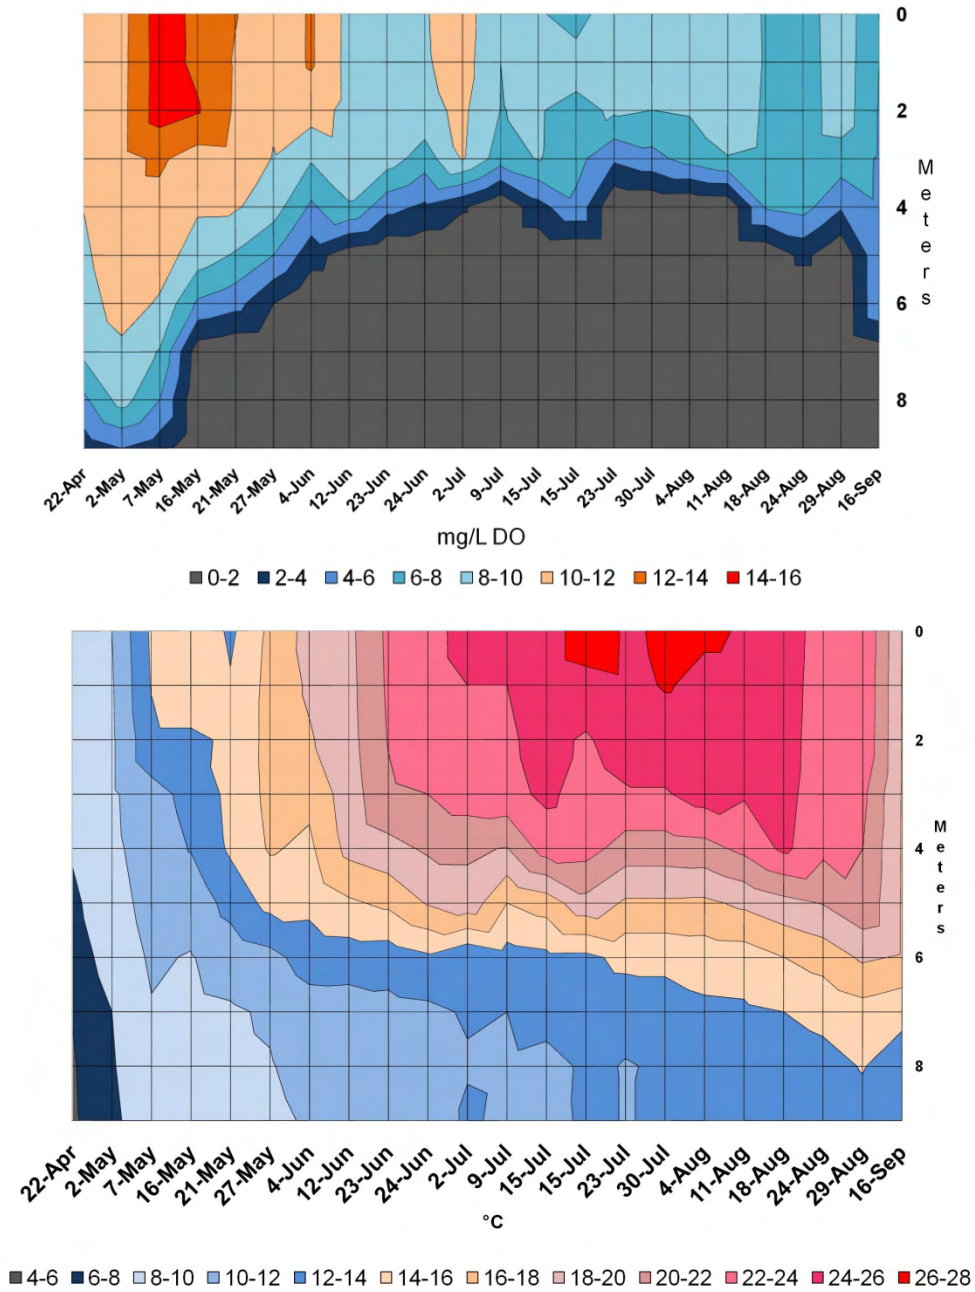 0
2
4
6
8
Meters
22-Apr 2-May 7-May 16-May 21-May 27-May 4-Jun 12-Jun 23-Jun 24-Jun 2-Jul 9-Jul 15-Jul 15-Jul 23-Jul 30-Jul 4-Aug 11-Aug 18-Aug 24-Aug 29-Aug 16-Sep
mg/L DO
0-2 2-4 4-6 6-8 8-10 10-12 12-14 14-16
0
2
4
6
8
Meters
22-Apr 2-May 7-May 16-May 21-May 27-May 4-Jun 12-Jun 23-Jun 24-Jun 2-Jul 9-Jul 15-Jul 15-Jul 23-Jul 30-Jul 4-Aug 11-Aug 18-Aug 24-Aug 29-Aug 16-Sep
°C
4-6 6-8 8-10 10-12 12-14 14-16 16-18 18-20 20-22 22-24 24-26 26-28